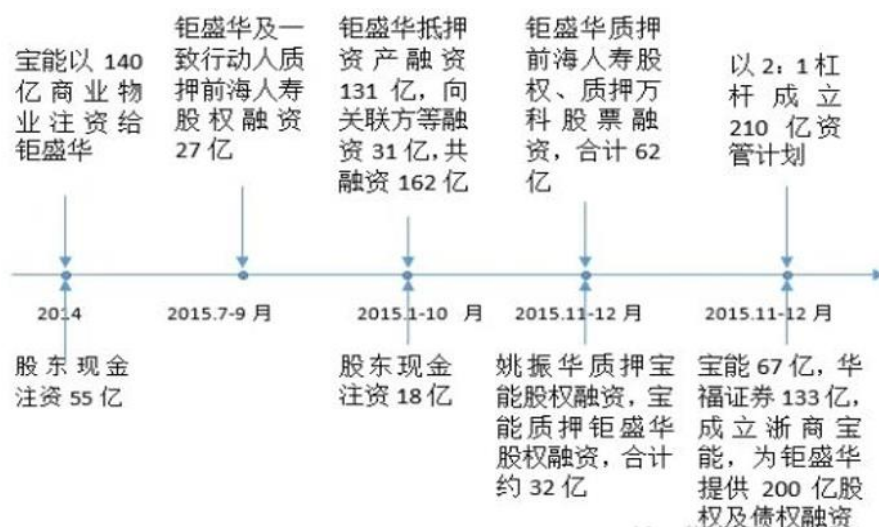 宝能以 140
亿商业物
业注资给
钜盛华
钜盛华及一
致行动人质
押前海人寿
股权融资
27 亿
钜盛华抵押
资产融资
131 亿，向
关联方等融
资 31 亿，共
融资 162 亿
钜盛华质押
前海人寿股
权、质押万
科股票融
资，合计 62
亿
以 2：1 杠
杆成立
210 亿资
管计划
2014
2015.7-9 月
2015.1-10 月
2015.11-12 月
2015.11-12 月
股东现金
注资 55 亿
股东现金
注资 18 亿
姚振华质押宝
能股权融资，宝
能质押钜盛华
股权融资，合计
约 32 亿
宝能 67 亿，华
福证券 133 亿，
成立浙商宝
能，为钜盛华
提供 200 亿股
权及债权融资